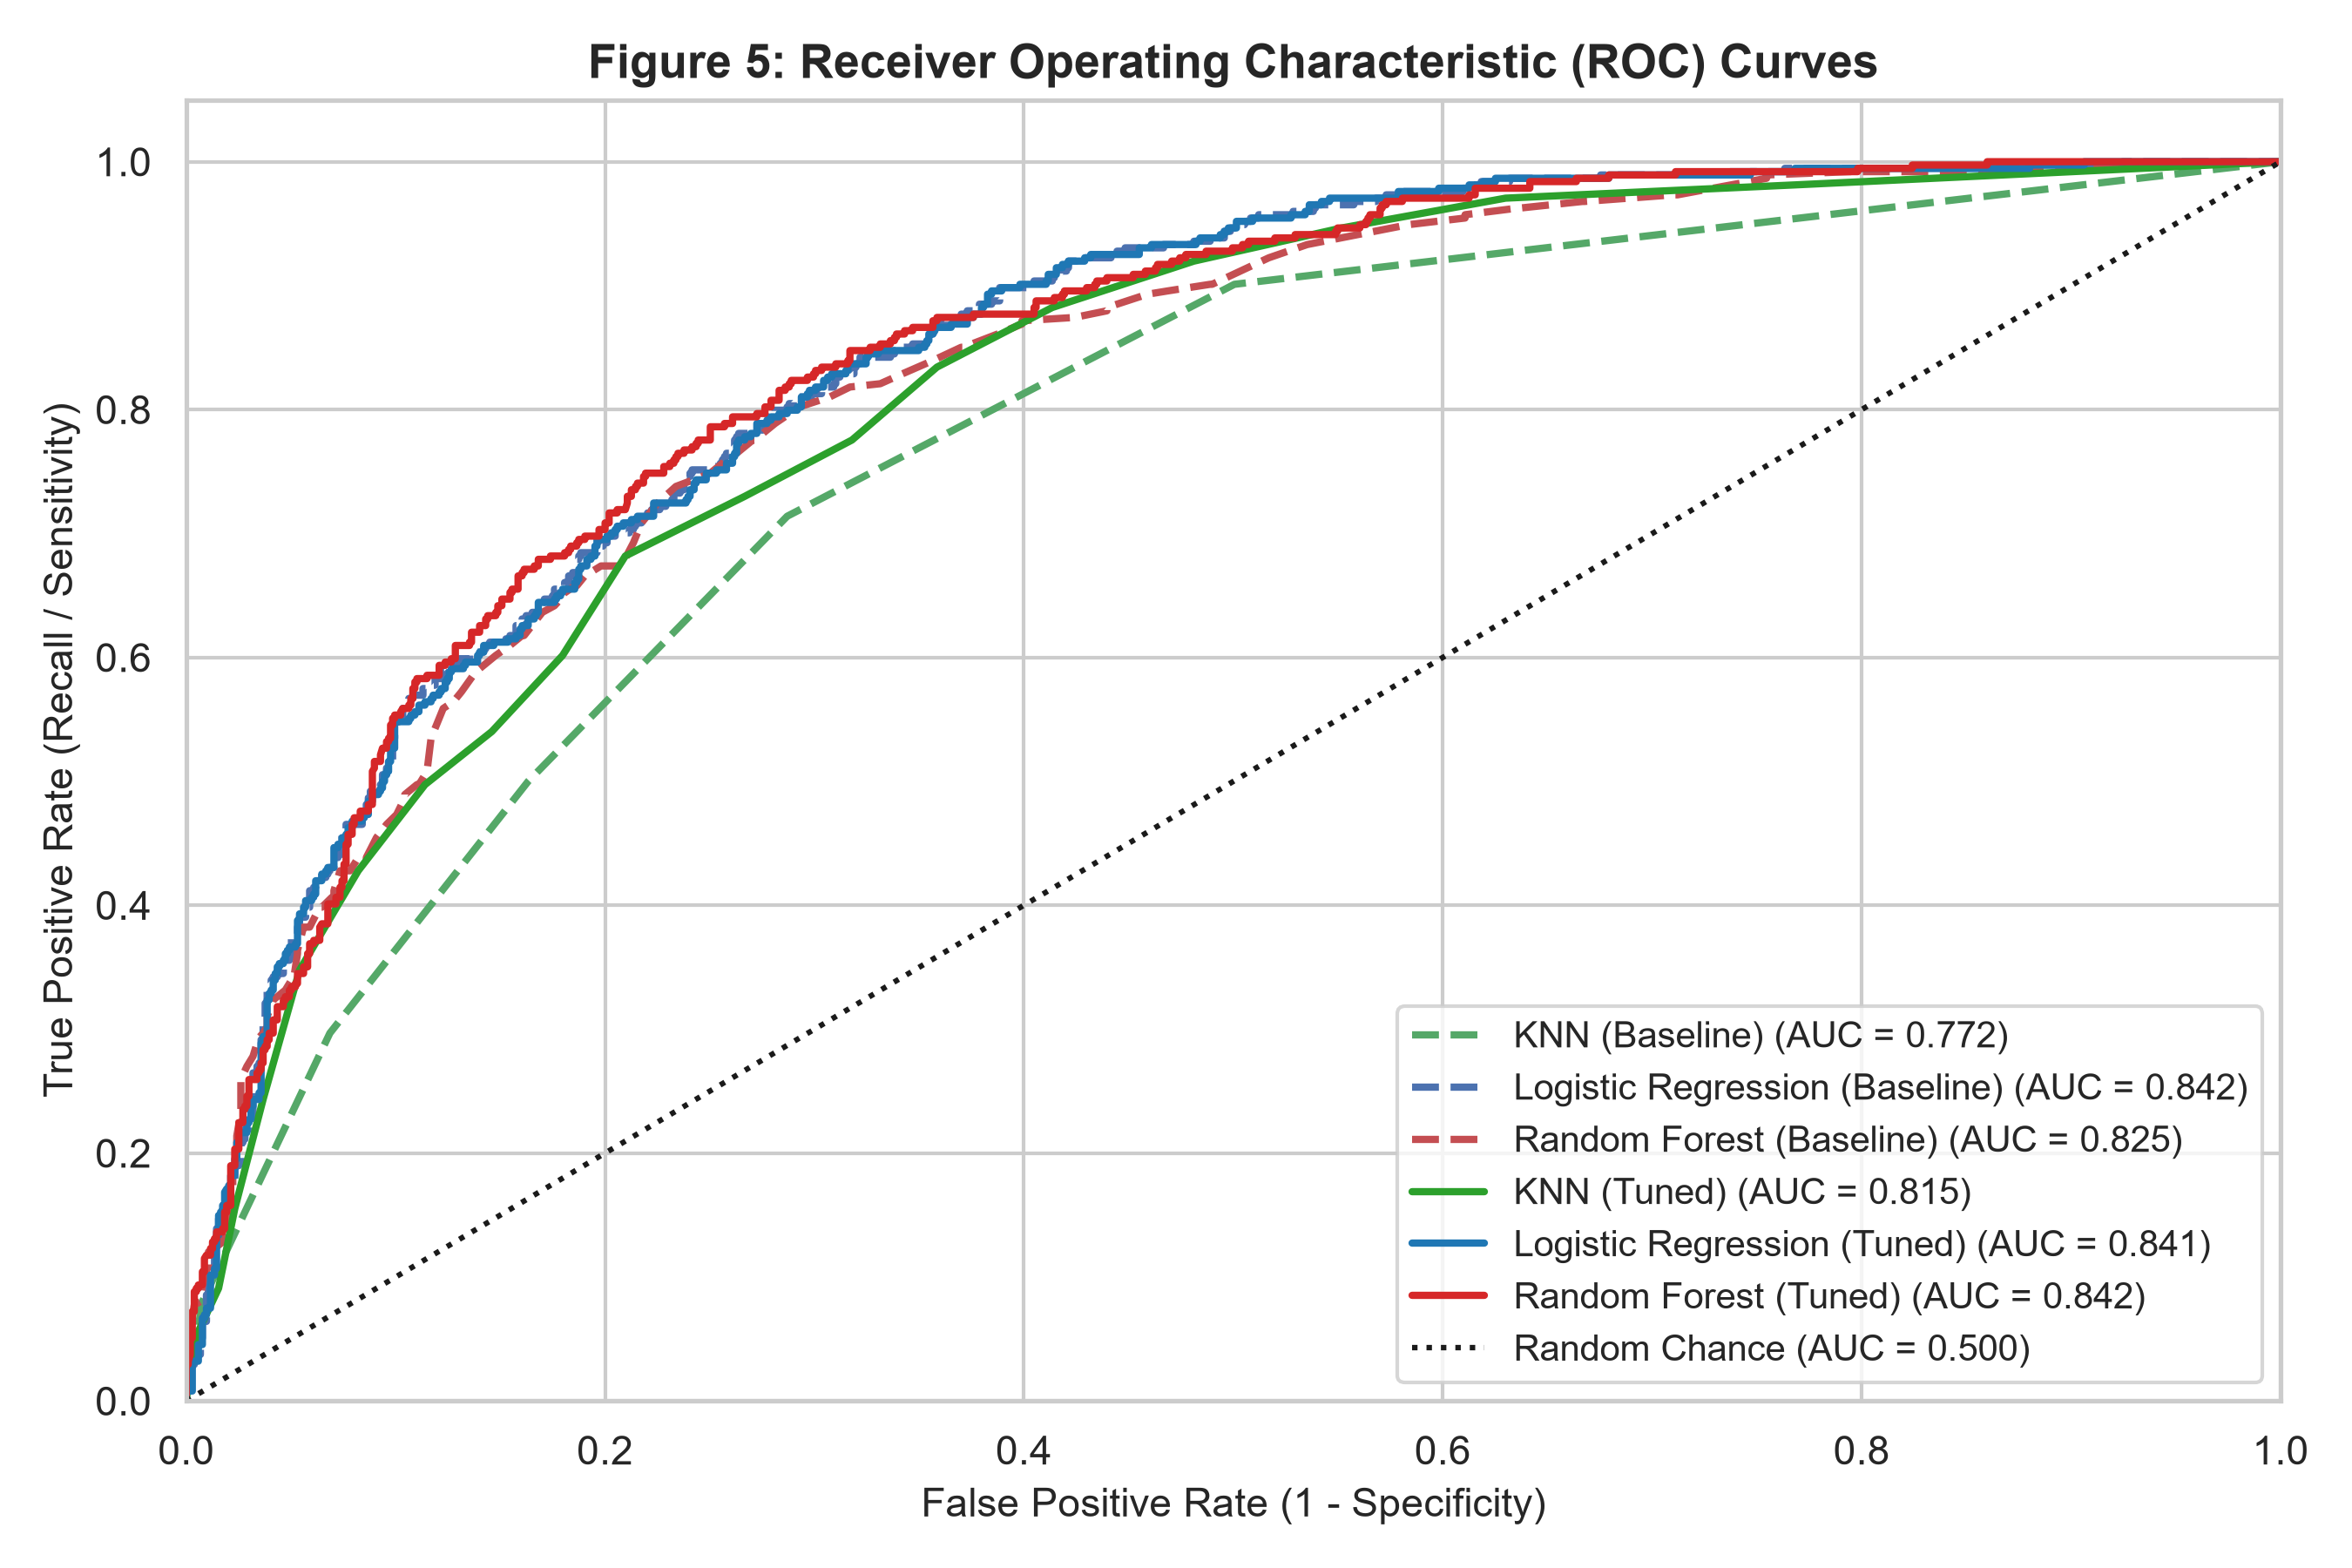 Figure 5: Receiver Operating Characteristic (ROC) Curves
True Positive Rate (Recall / Sensitivity)
1.0
0.8
0.6
0.4
0.2
0.0
KNN (Baseline) (AUC = 0.772)
Logistic Regression (Baseline) (AUC = 0.842)
Random Forest (Baseline) (AUC = 0.825)
KNN (Tuned) (AUC = 0.815)
Logistic Regression (Tuned) (AUC = 0.841)
Random Forest (Tuned) (AUC = 0.842)
Random Chance (AUC = 0.500)
0.0 0.2 0.4 0.6 0.8 1.0
False Positive Rate (1 - Specificity)